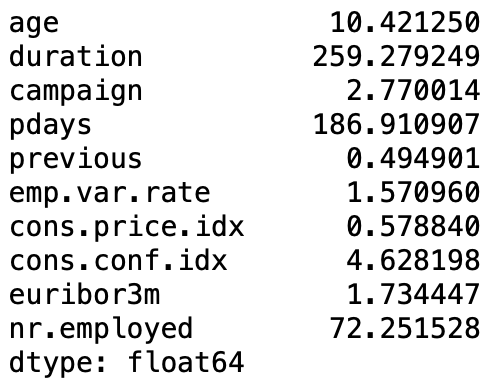 age 10.421250
duration 259.279249
campaign 2.770014
pdays 186.910907
previous 0.494901
emp.var.rate 1.570960
cons.price.idx 0.578840
cons.conf.idx 4.628198
euribor3m 1.734447
nr.employed 72.251528
dtype: float64